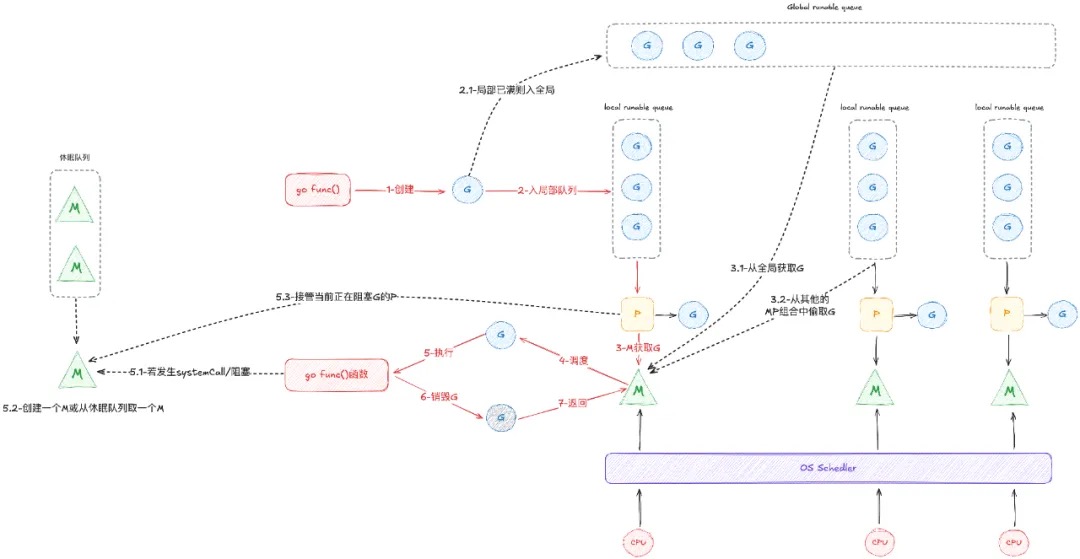 Global runable queue
G
G
G
2.1-局部已满则入全局
local runable queue
local runable queue
local runable queue
休眠队列
M
M
go func()
1-创建
G
2-入局部队列
G
G
G
G
G
G
G
G
G
3.1-从全局获取G
3.2-从其他的
MP组合中偷取G
5.3-接管当前正在阻塞G的P
P
G
P
G
P
G
3-M获取G
G
5-执行
4-调度
go func()函数
5.1-若发生systemCall/阻塞
M
5.2-创建一个M或从休眠队列取一个M
6-销毁G
G
7-返回
M
M
M
OS Schedler
CPU
CPU
CPU